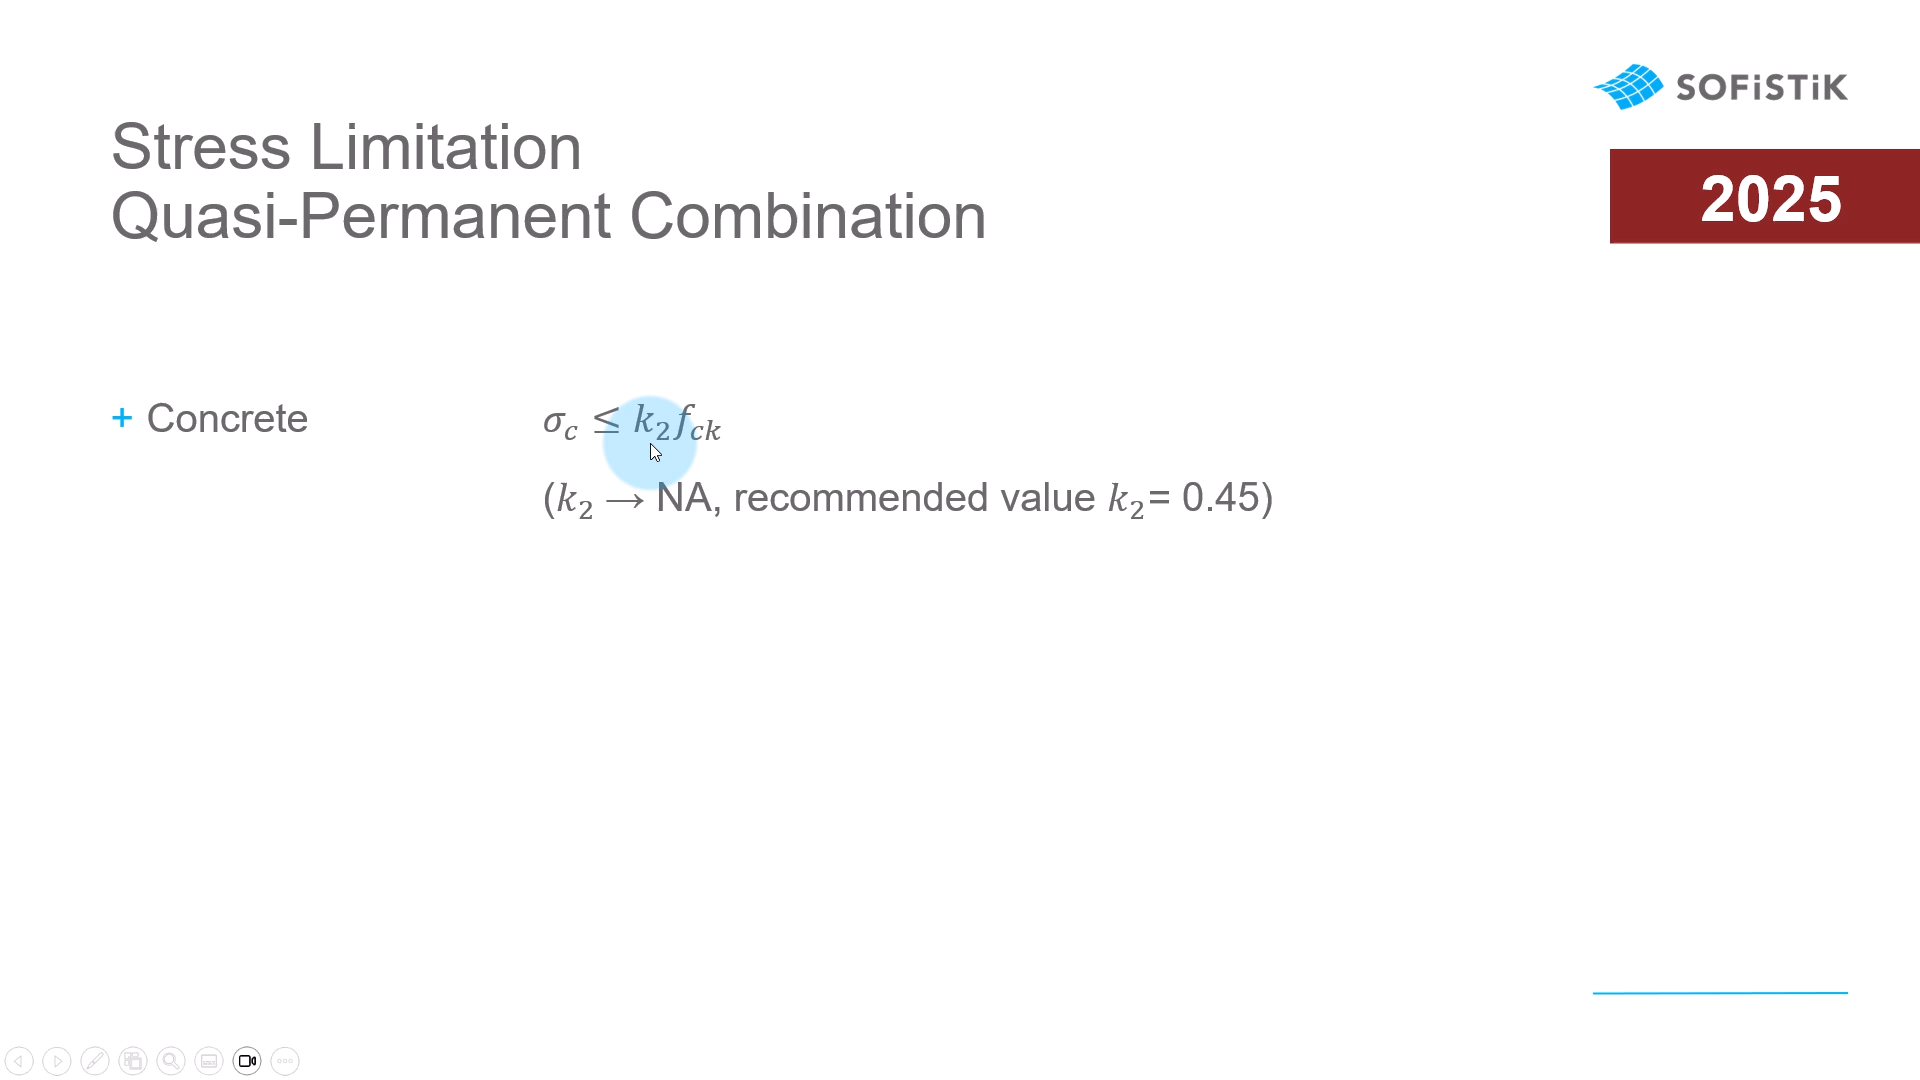 SOFiSTiK
Stress Limitation
Quasi-Permanent Combination
2025
+ Concrete
σc ≤ k2fck
(k2 → NA, recommended value k2= 0.45)